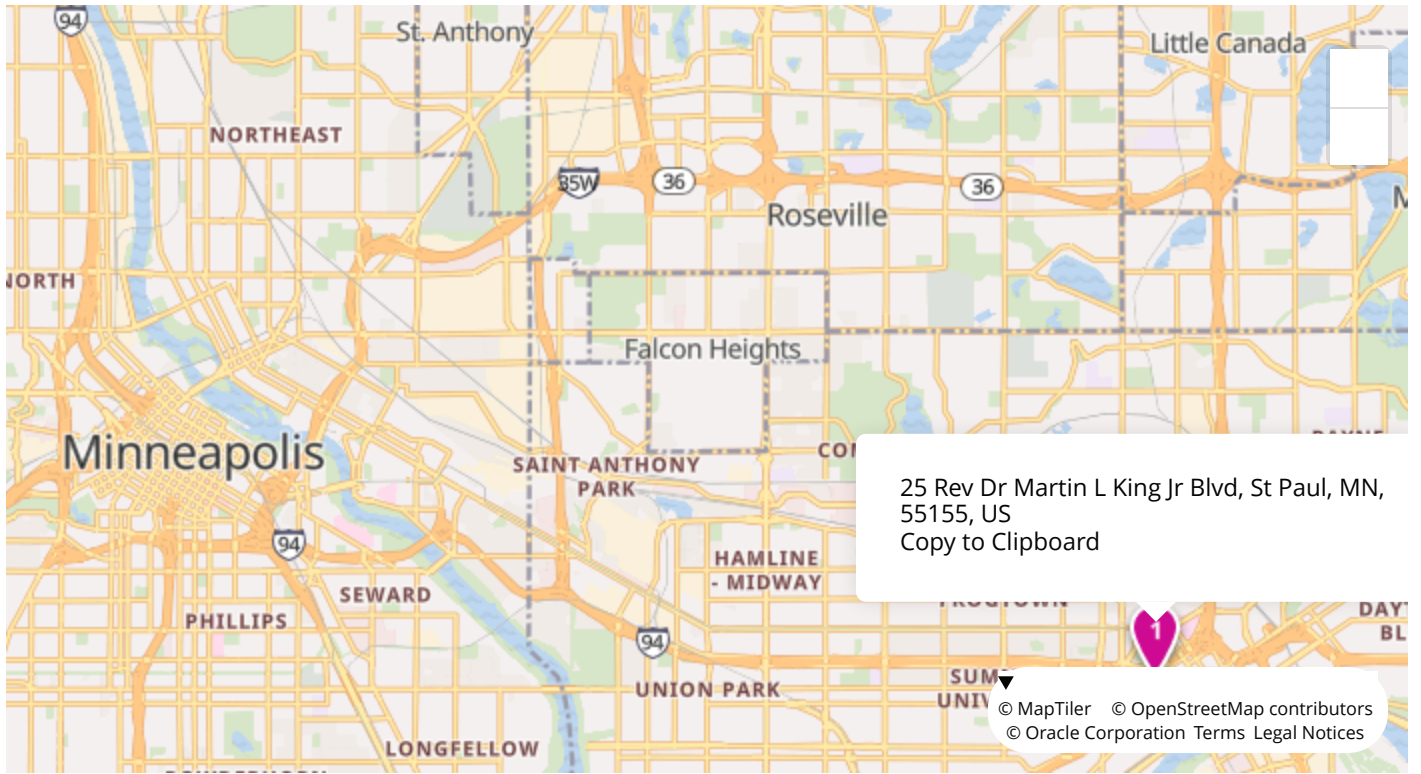 94
St. Anthony
Little Canada
NORTHEAST
35W
36
36
Roseville
NORTH
Falcon Heights
Minneapolis
SAINT ANTHONY
PARK
25 Rev Dr Martin L King Jr Blvd, St Paul, MN,
55155, US
Copy to Clipboard
94
HAMLINE
- MIDWAY
SEWARD
PHILLIPS
FROGTOWN
94
1
UNION PARK
LONGFELLOW
© MapTiler © OpenStreetMap contributors
© Oracle Corporation Terms Legal Notices